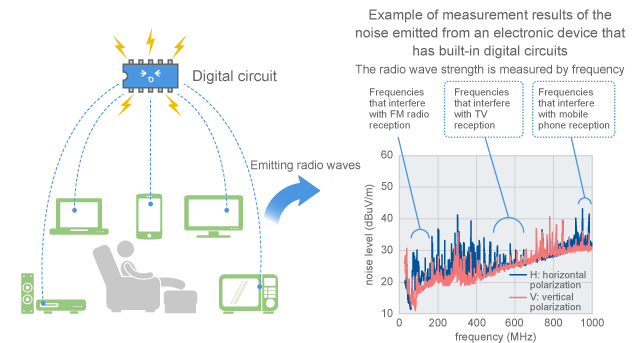 Example of measurement results of the
noise emitted from an electronic device that
has built-in digital circuits
The radio wave strength is measured by frequency
Digital circuit
Emitting radio waves
Frequencies
that interfere
with FM radio
reception
Frequencies
that interfere
with TV
reception
Frequencies
that interfere
with mobile
phone reception
noise level (dBuV/m)
60
50
40
30
20
10
H: horizontal
polarization
V: vertical
polarization
0
200
400
600
800
1000
frequency (MHz)